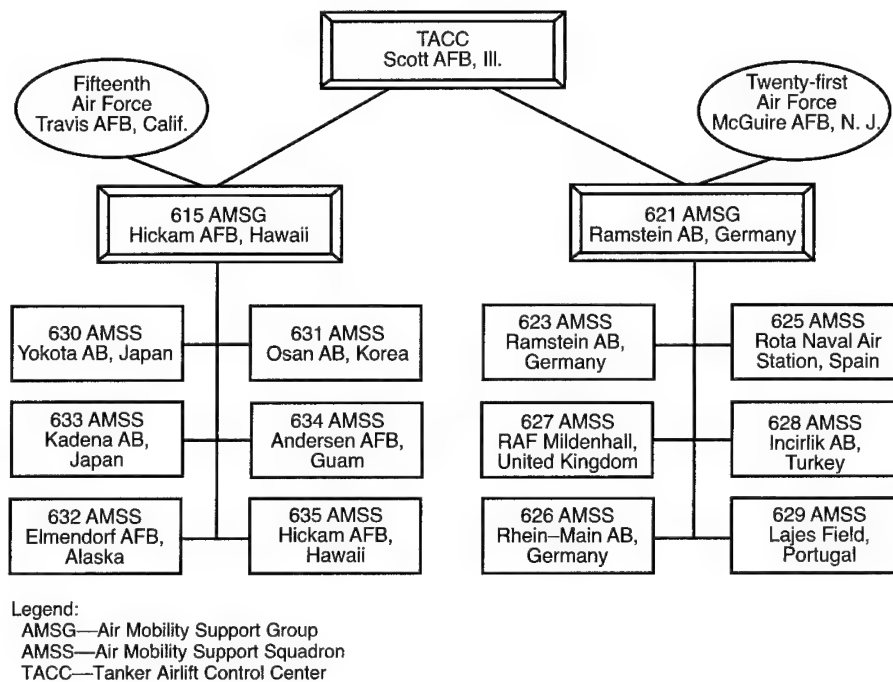 TACC
Scott AFB, Ill.
Fifteenth
Air Force
Travis AFB, Calif.
Twenty-first
Air Force
McGuire AFB, N. J.
615 AMSG
Hickam AFB, Hawaii
621 AMSG
Ramstein AB, Germany
630 AMSS
Yokota AB, Japan
631 AMSS
Osan AB, Korea
623 AMSS
Ramstein AB,
Germany
625 AMSS
Rota Naval Air
Station, Spain
633 AMSS
Kadena AB,
Japan
634 AMSS
Andersen AFB,
Guam
627 AMSS
RAF Mildenhall,
United Kingdom
628 AMSS
Incirlik AB,
Turkey
632 AMSS
Elmendorf AFB,
Alaska
635 AMSS
Hickam AFB,
Hawaii
626 AMSS
Rhein–Main AB,
Germany
629 AMSS
Lajes Field,
Portugal
Legend:
AMSG—Air Mobility Support Group
AMSS—Air Mobility Support Squadron
TACC—Tanker Airlift Control Center